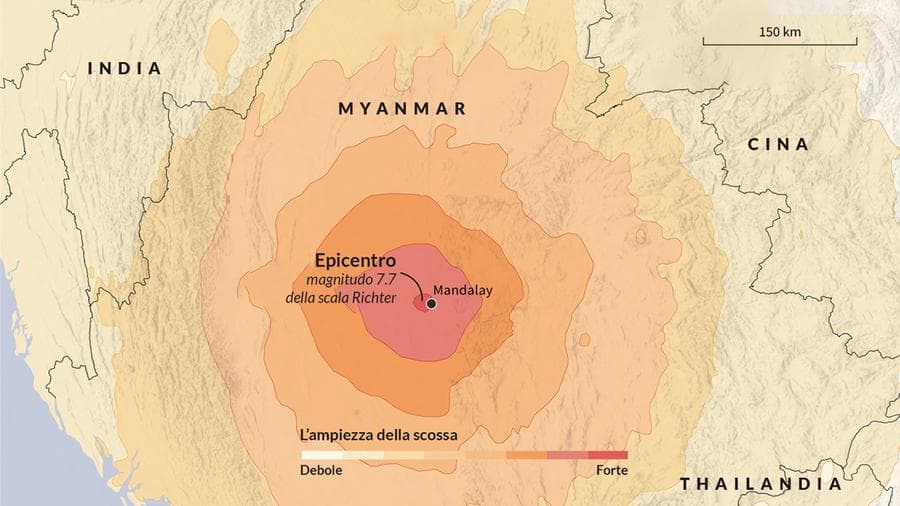 150 km
INDIA
MYANMAR
CINA
Epicentro
magnitudo 7.7
della scala Richter
Mandalay
L'ampiezza della scossa
Debole
Forte
THAILANDIA